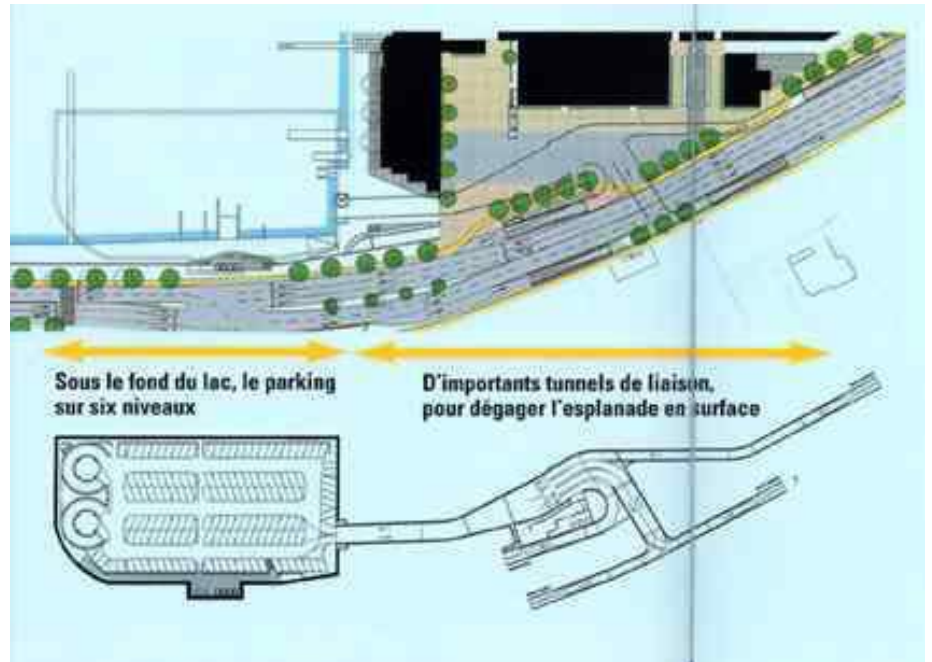 Sous le fond du lac, le parking
sur six niveaux
D'importants tunnels de liaison,
pour dégager l'esplanade en surface